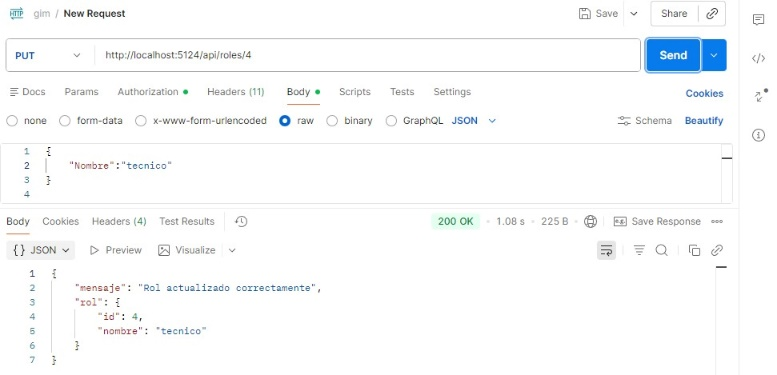 HTTP glm / New Request Save Share
PUT http://localhost:5124/api/roles/4 Send
Docs Params Authorization Headers (11) Body Scripts Tests Settings Cookies
none form-data x-www-form-urlencoded raw binary GraphQL JSON Schema Beautify
1 {
2 "Nombre":"tecnico"
3 }
4
Body Cookies Headers (4) Test Results 200 OK • 1.08 s • 225 B • Save Response
{} JSON Preview Visualize
1 {
2 "mensaje": "Rol actualizado correctamente",
3 "rol": {
4 "id": 4,
5 "nombre": "tecnico"
6 }
7 }